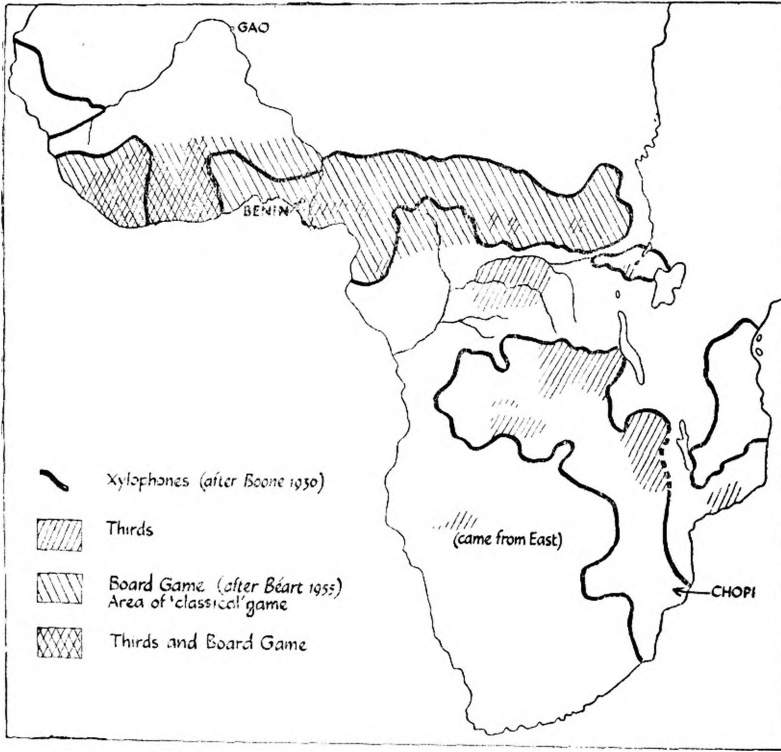 GAO
BENIN
Xylophones (after Boone 1930)
Thirds
(came from East)
Board Game (after Béart 1955)
Area of 'classical' game
CHOPI
Thirds and Board Game